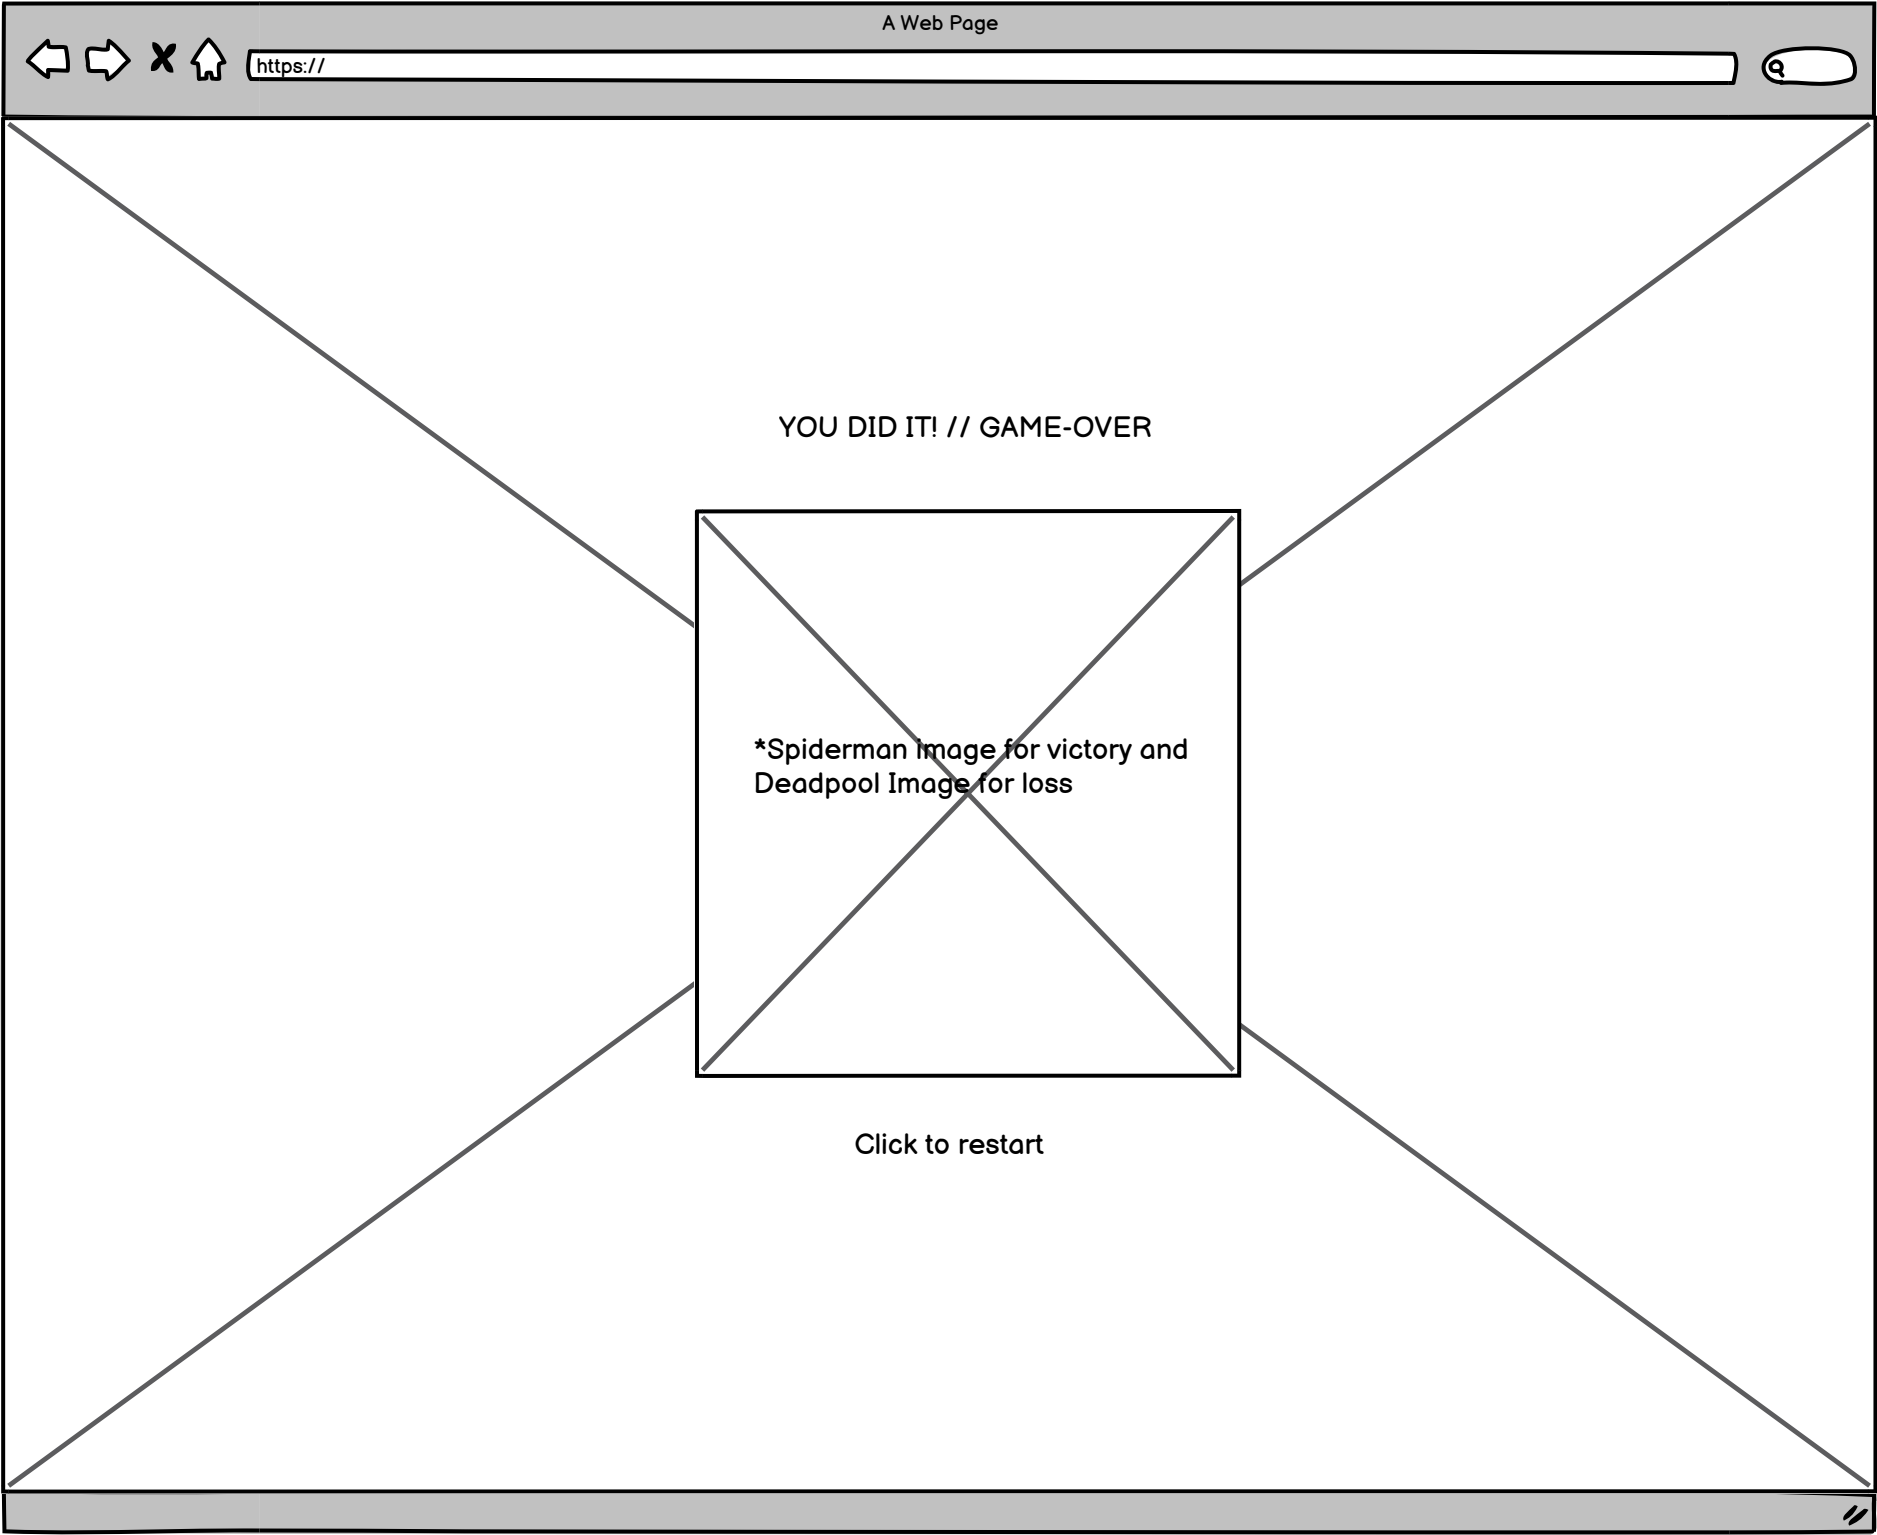 A Web Page
https://
YOU DID IT! // GAME-OVER
*Spiderman image for victory and
Deadpool Image for loss
Click to restart